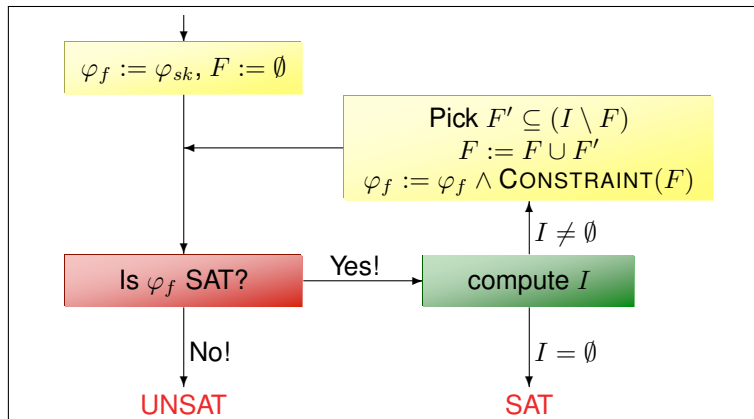 φ_f := φ_sk, F := ∅
Pick F′ ⊆ (I \ F)
F := F ∪ F′
φ_f := φ_f ∧ CONSTRAINT(F)
I ≠ ∅
Is φ_f SAT?
Yes!
compute I
No!
I = ∅
UNSAT
SAT